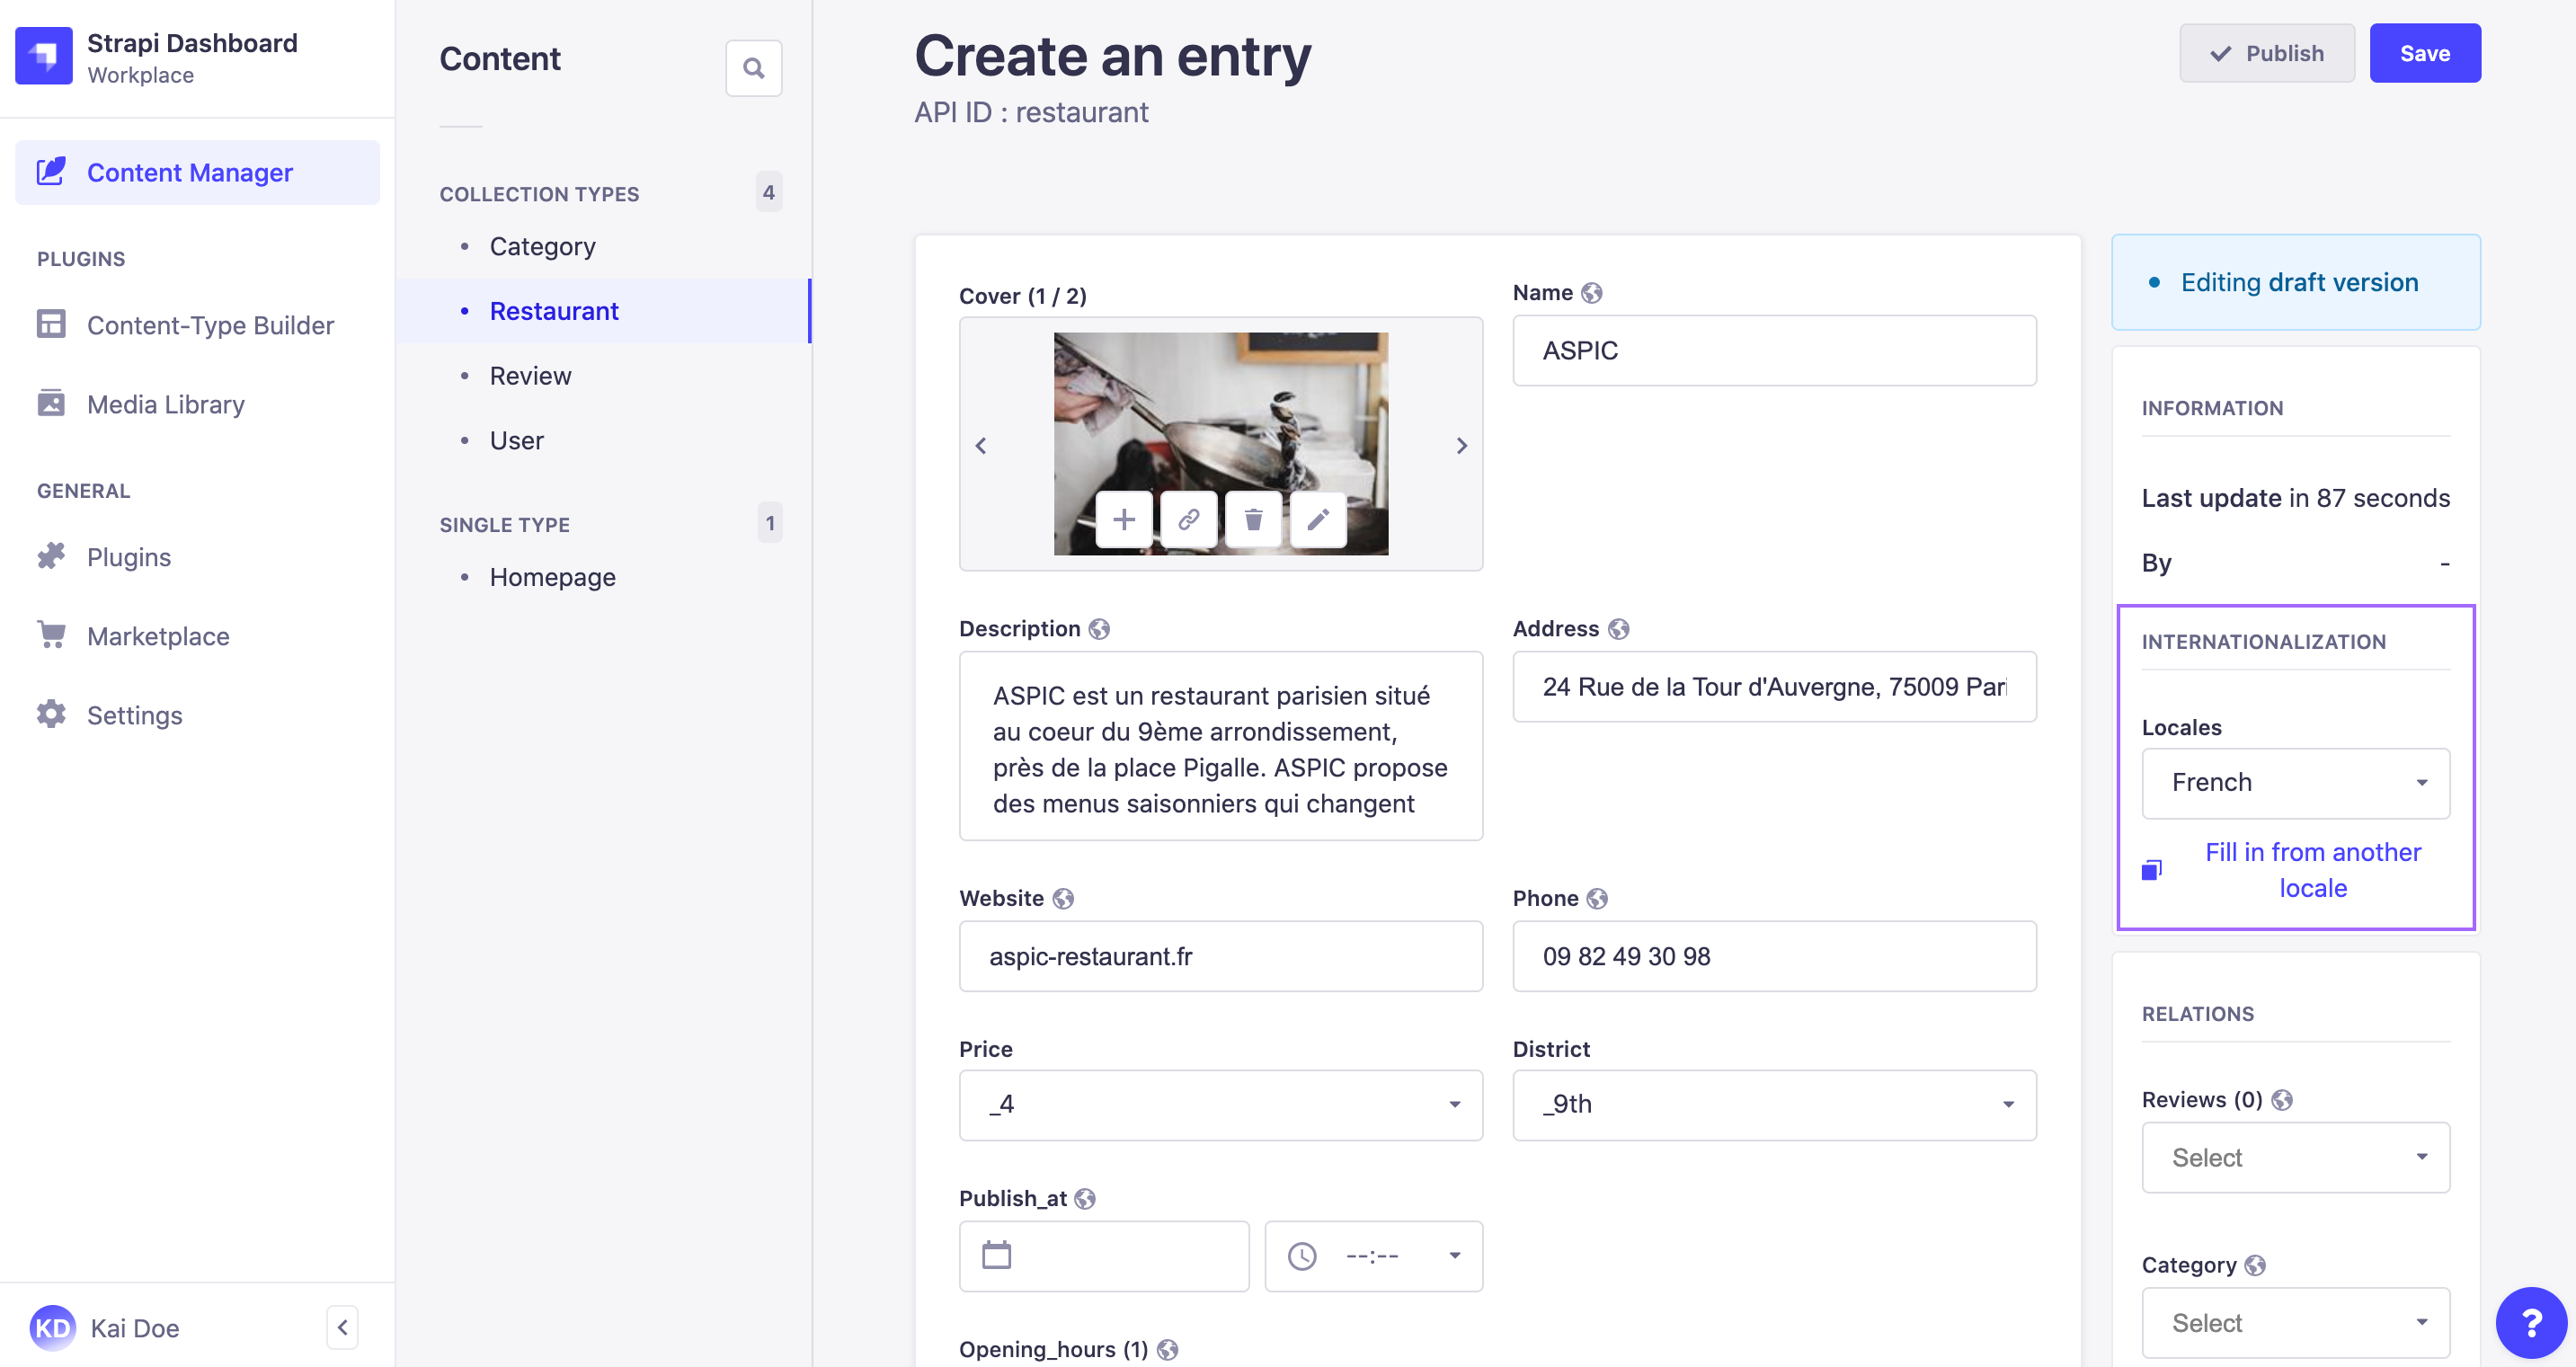 Strapi Dashboard
Workplace
Content Manager
PLUGINS
Content-Type Builder
Media Library
GENERAL
Plugins
Marketplace
Settings
KD
Kai Doe
Content
COLLECTION TYPES
4
Category
Restaurant
Review
User
SINGLE TYPE
1
Homepage
Create an entry
API ID : restaurant
Publish
Save
Cover (1 / 2)
Name
ASPIC
Description
ASPIC est un restaurant parisien situé
au coeur du 9ème arrondissement,
près de la place Pigalle. ASPIC propose
des menus saisonniers qui changent
Address
24 Rue de la Tour d'Auvergne, 75009 Pari
Website
aspic-restaurant.fr
Phone
09 82 49 30 98
Price
_4
District
_9th
Publish_at
--:--
Opening_hours (1)
Editing draft version
INFORMATION
Last update in 87 seconds
By -
INTERNATIONALIZATION
Locales
French
Fill in from another
locale
RELATIONS
Reviews (0)
Select
Category
Select
?